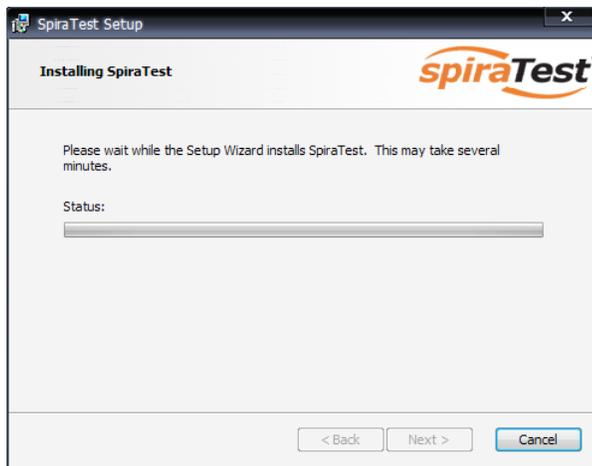 SpiraTest Setup
x
Installing SpiraTest
spiraTest
Please wait while the Setup Wizard installs SpiraTest. This may take several
minutes.
Status:
< Back Next > Cancel